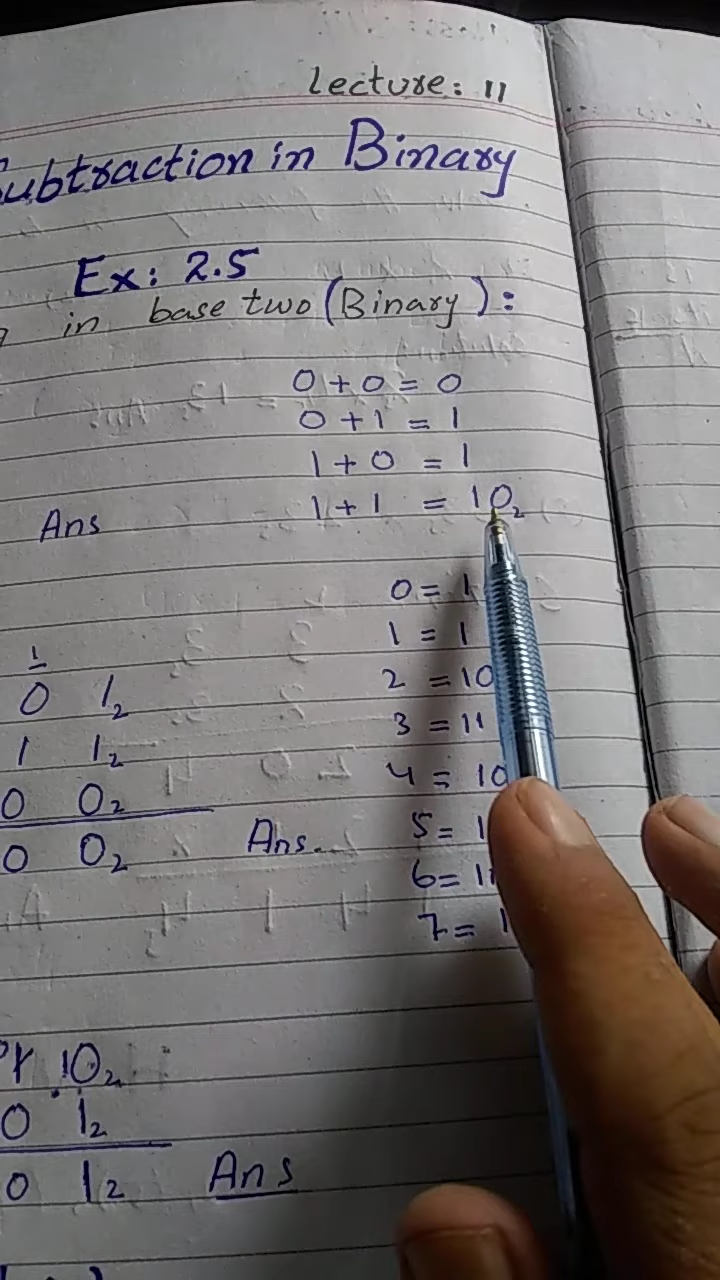 Lecture: 11
Subtraction in Binary
Ex: 2.5
in base two (Binary):
0 + 0 = 0
0 + 1 = 1
1 + 0 = 1
Ans
1 + 1 = 10₂
0 = 1
1 = 1
1
0 1₂
2 = 10
1 1₂
3 = 11
0 0₂
4 = 10
0 0₂ Ans.
5 = 1
6 = 11
7 = 1
10₂
0 1₂
0 1₂ Ans